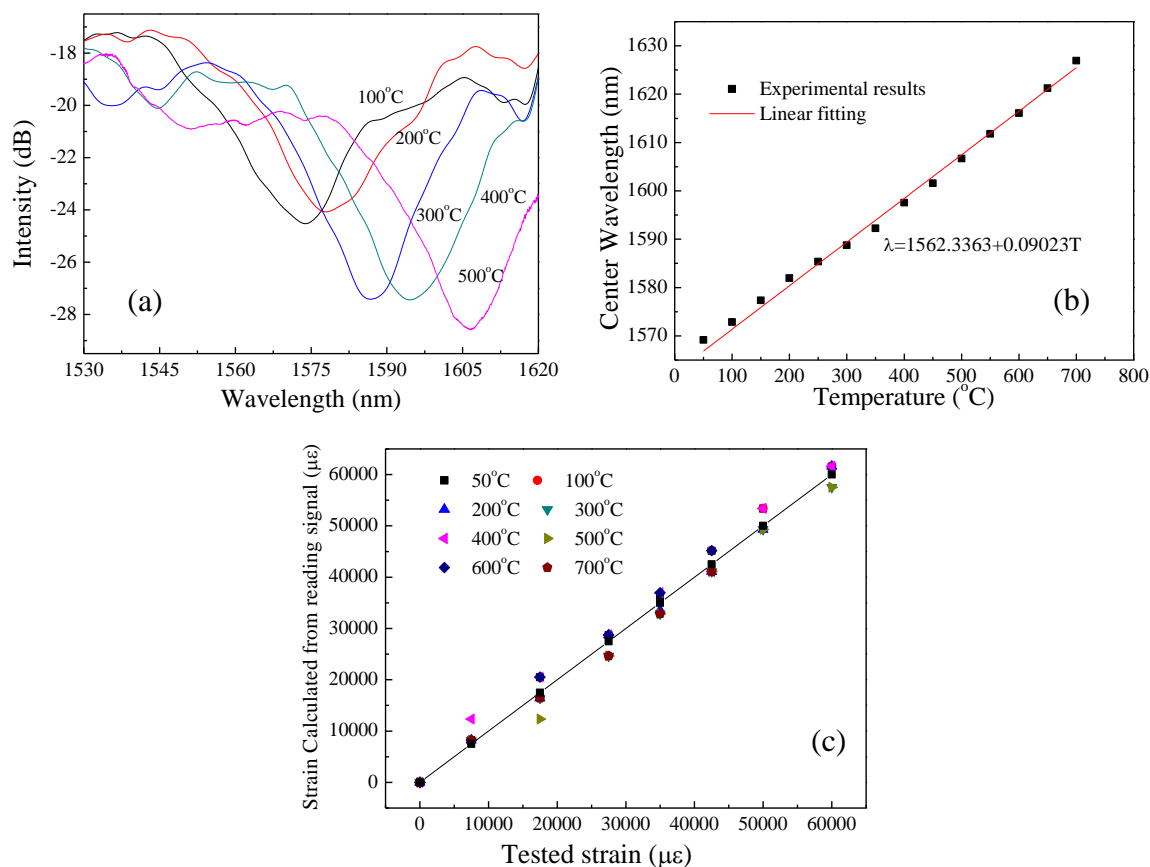 -18
-20
-22
-24
-26
-28
Intensity (dB)
100°C
200°C
300°C
400°C
500°C
(a)
1530 1545 1560 1575 1590 1605 1620
Wavelength (nm)
1630
1620
1610
1600
1590
1580
1570
Center Wavelength (nm)
Experimental results
Linear fitting
λ=1562.3363+0.09023T
(b)
0 100 200 300 400 500 600 700 800
Temperature (°C)
60000
50000
40000
30000
20000
10000
0
Strain Calculated from reading signal (με)
50°C 100°C
200°C 300°C
400°C 500°C
600°C 700°C
(c)
0 10000 20000 30000 40000 50000 60000
Tested strain (με)